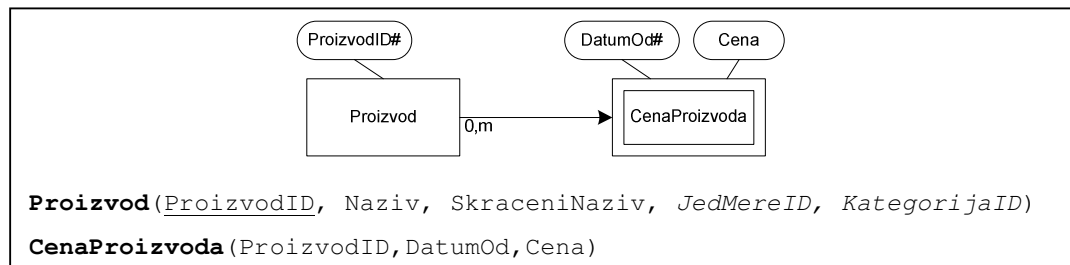 ProizvodID#
DatumOd#
Cena
Proizvod
0,m
CenaProizvoda
Proizvod(ProizvodID, Naziv, SkraceniNaziv, JedMereID, KategorijaID)
CenaProizvoda(ProizvodID,DatumOd,Cena)